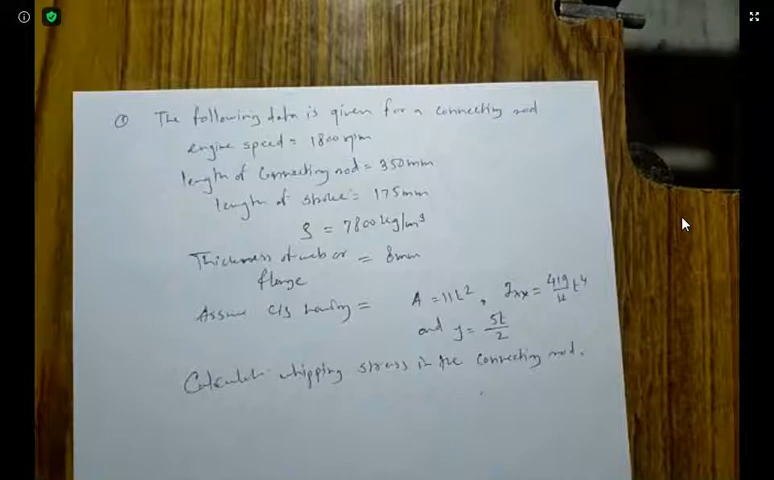 ① The following data is given for a connecting rod
engine speed = 1800 rpm
length of connecting rod = 350mm
length of stroke = 175mm
ρ = 7800 kg/m³
Thickness of web or flange = 8mm
Assume c/s having = A = 11t², Ixx = 419/12 t⁴
and y = 5t/2
Calculate whipping stress in the connecting rod.